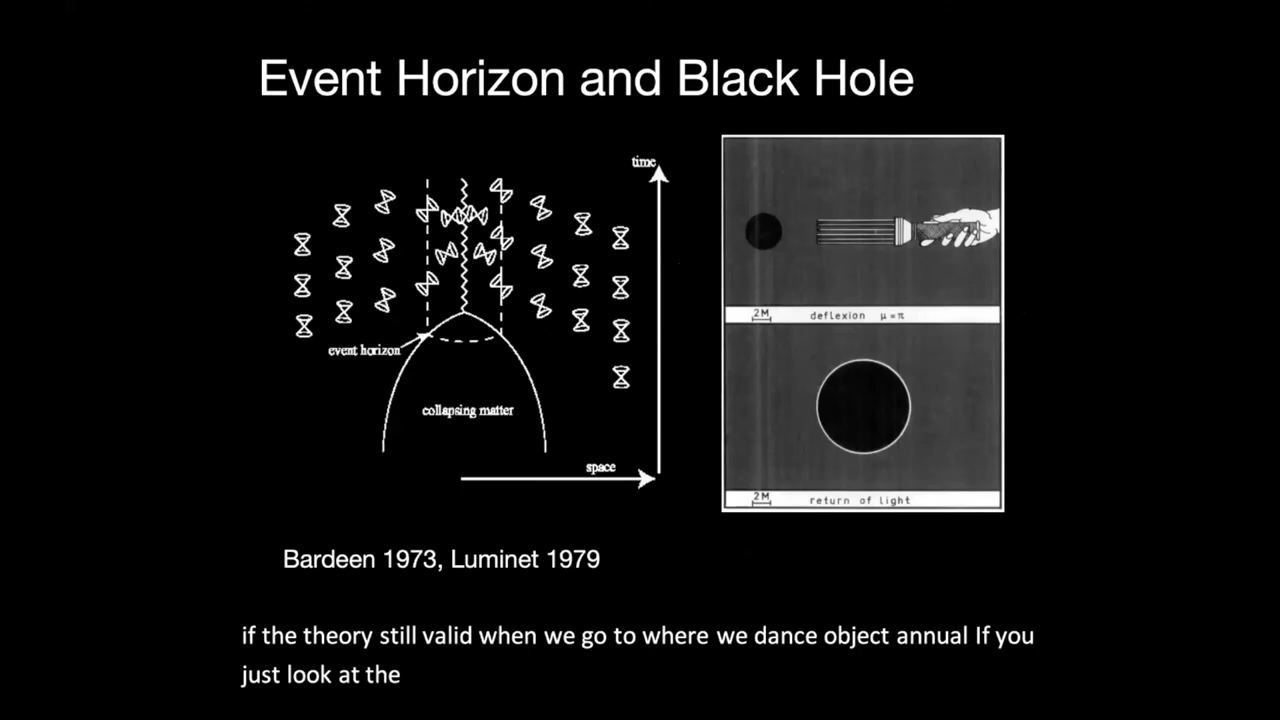 Event Horizon and Black Hole
time
event horizon
collapsing matter
space
2M deflexion μ=π
2M return of light
Bardeen 1973, Luminet 1979
if the theory still valid when we go to where we dance object annual If you
just look at the